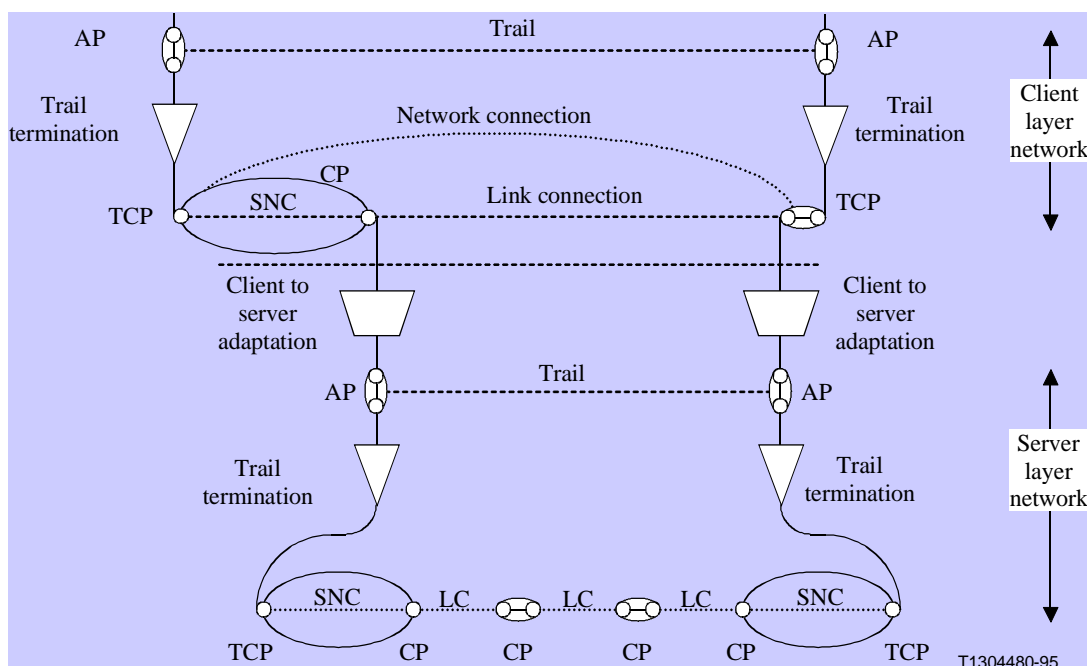 AP
Trail
AP
Trail
termination
Network connection
Trail
termination
Client
layer
network
CP
TCP
SNC
Link connection
TCP
Client to
server
adaptation
Client to
server
adaptation
AP
Trail
AP
Trail
termination
Trail
termination
Server
layer
network
SNC
LC
LC
LC
SNC
TCP
CP
CP
CP
CP
TCP
T1304480-95